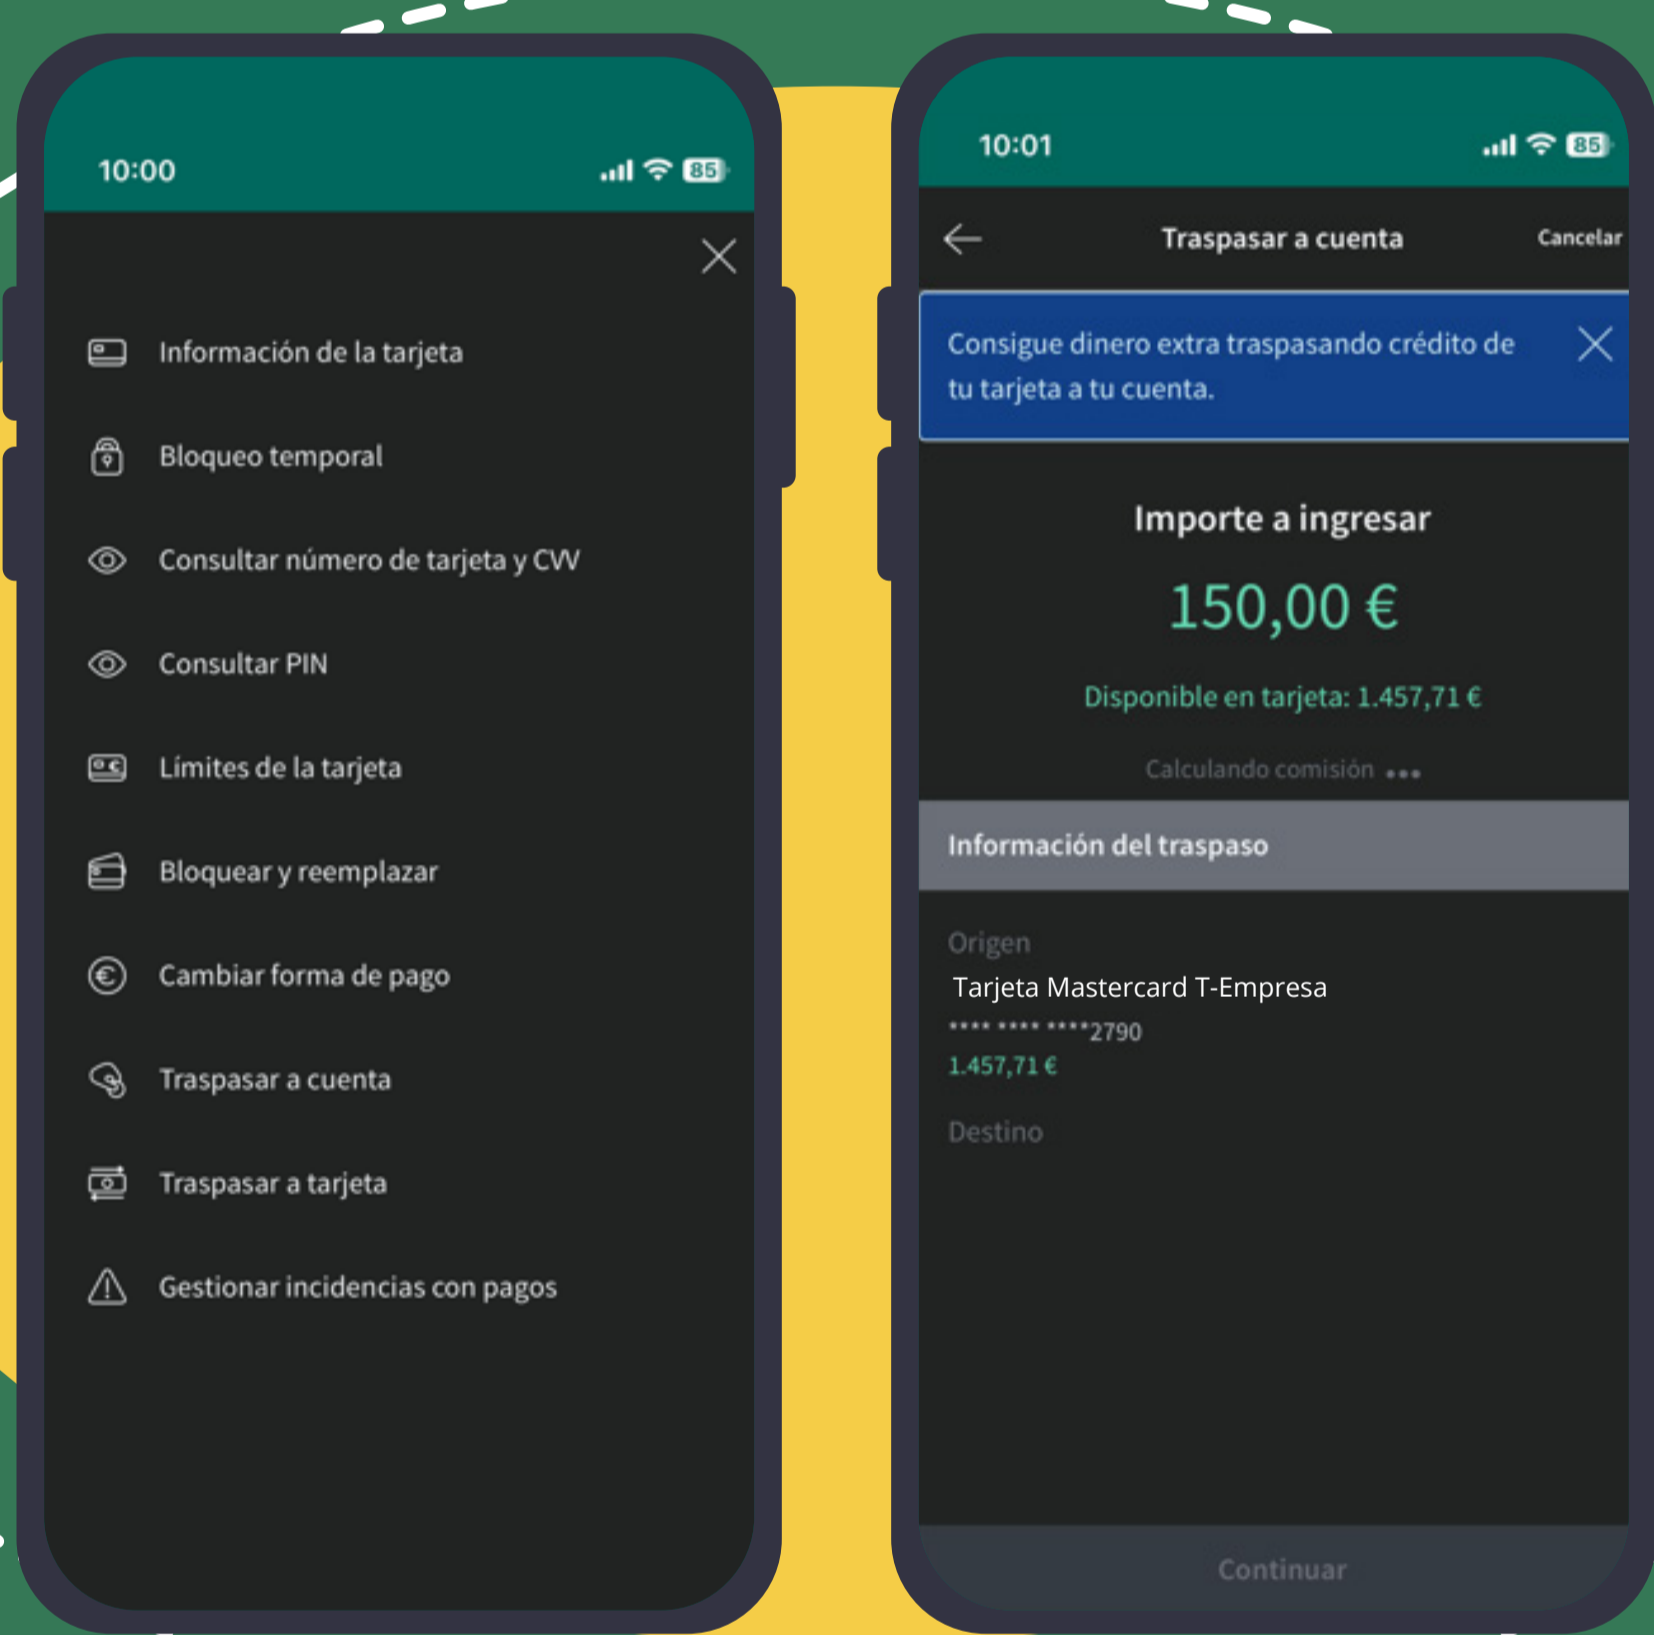 10:00
85
Información de la tarjeta
Bloqueo temporal
Consultar número de tarjeta y CVV
Consultar PIN
Límites de la tarjeta
Bloquear y reemplazar
Cambiar forma de pago
Traspasar a cuenta
Traspasar a tarjeta
Gestionar incidencias con pagos
10:01
85
Traspasar a cuenta
Cancelar
Consigue dinero extra traspasando crédito de
tu tarjeta a tu cuenta.
Importe a ingresar
150,00 €
Disponible en tarjeta: 1.457,71 €
Calculando comisión •••
Información del traspaso
Origen
Tarjeta Mastercard T-Empresa
**** **** ****2790
1.457,71 €
Destino
Continuar